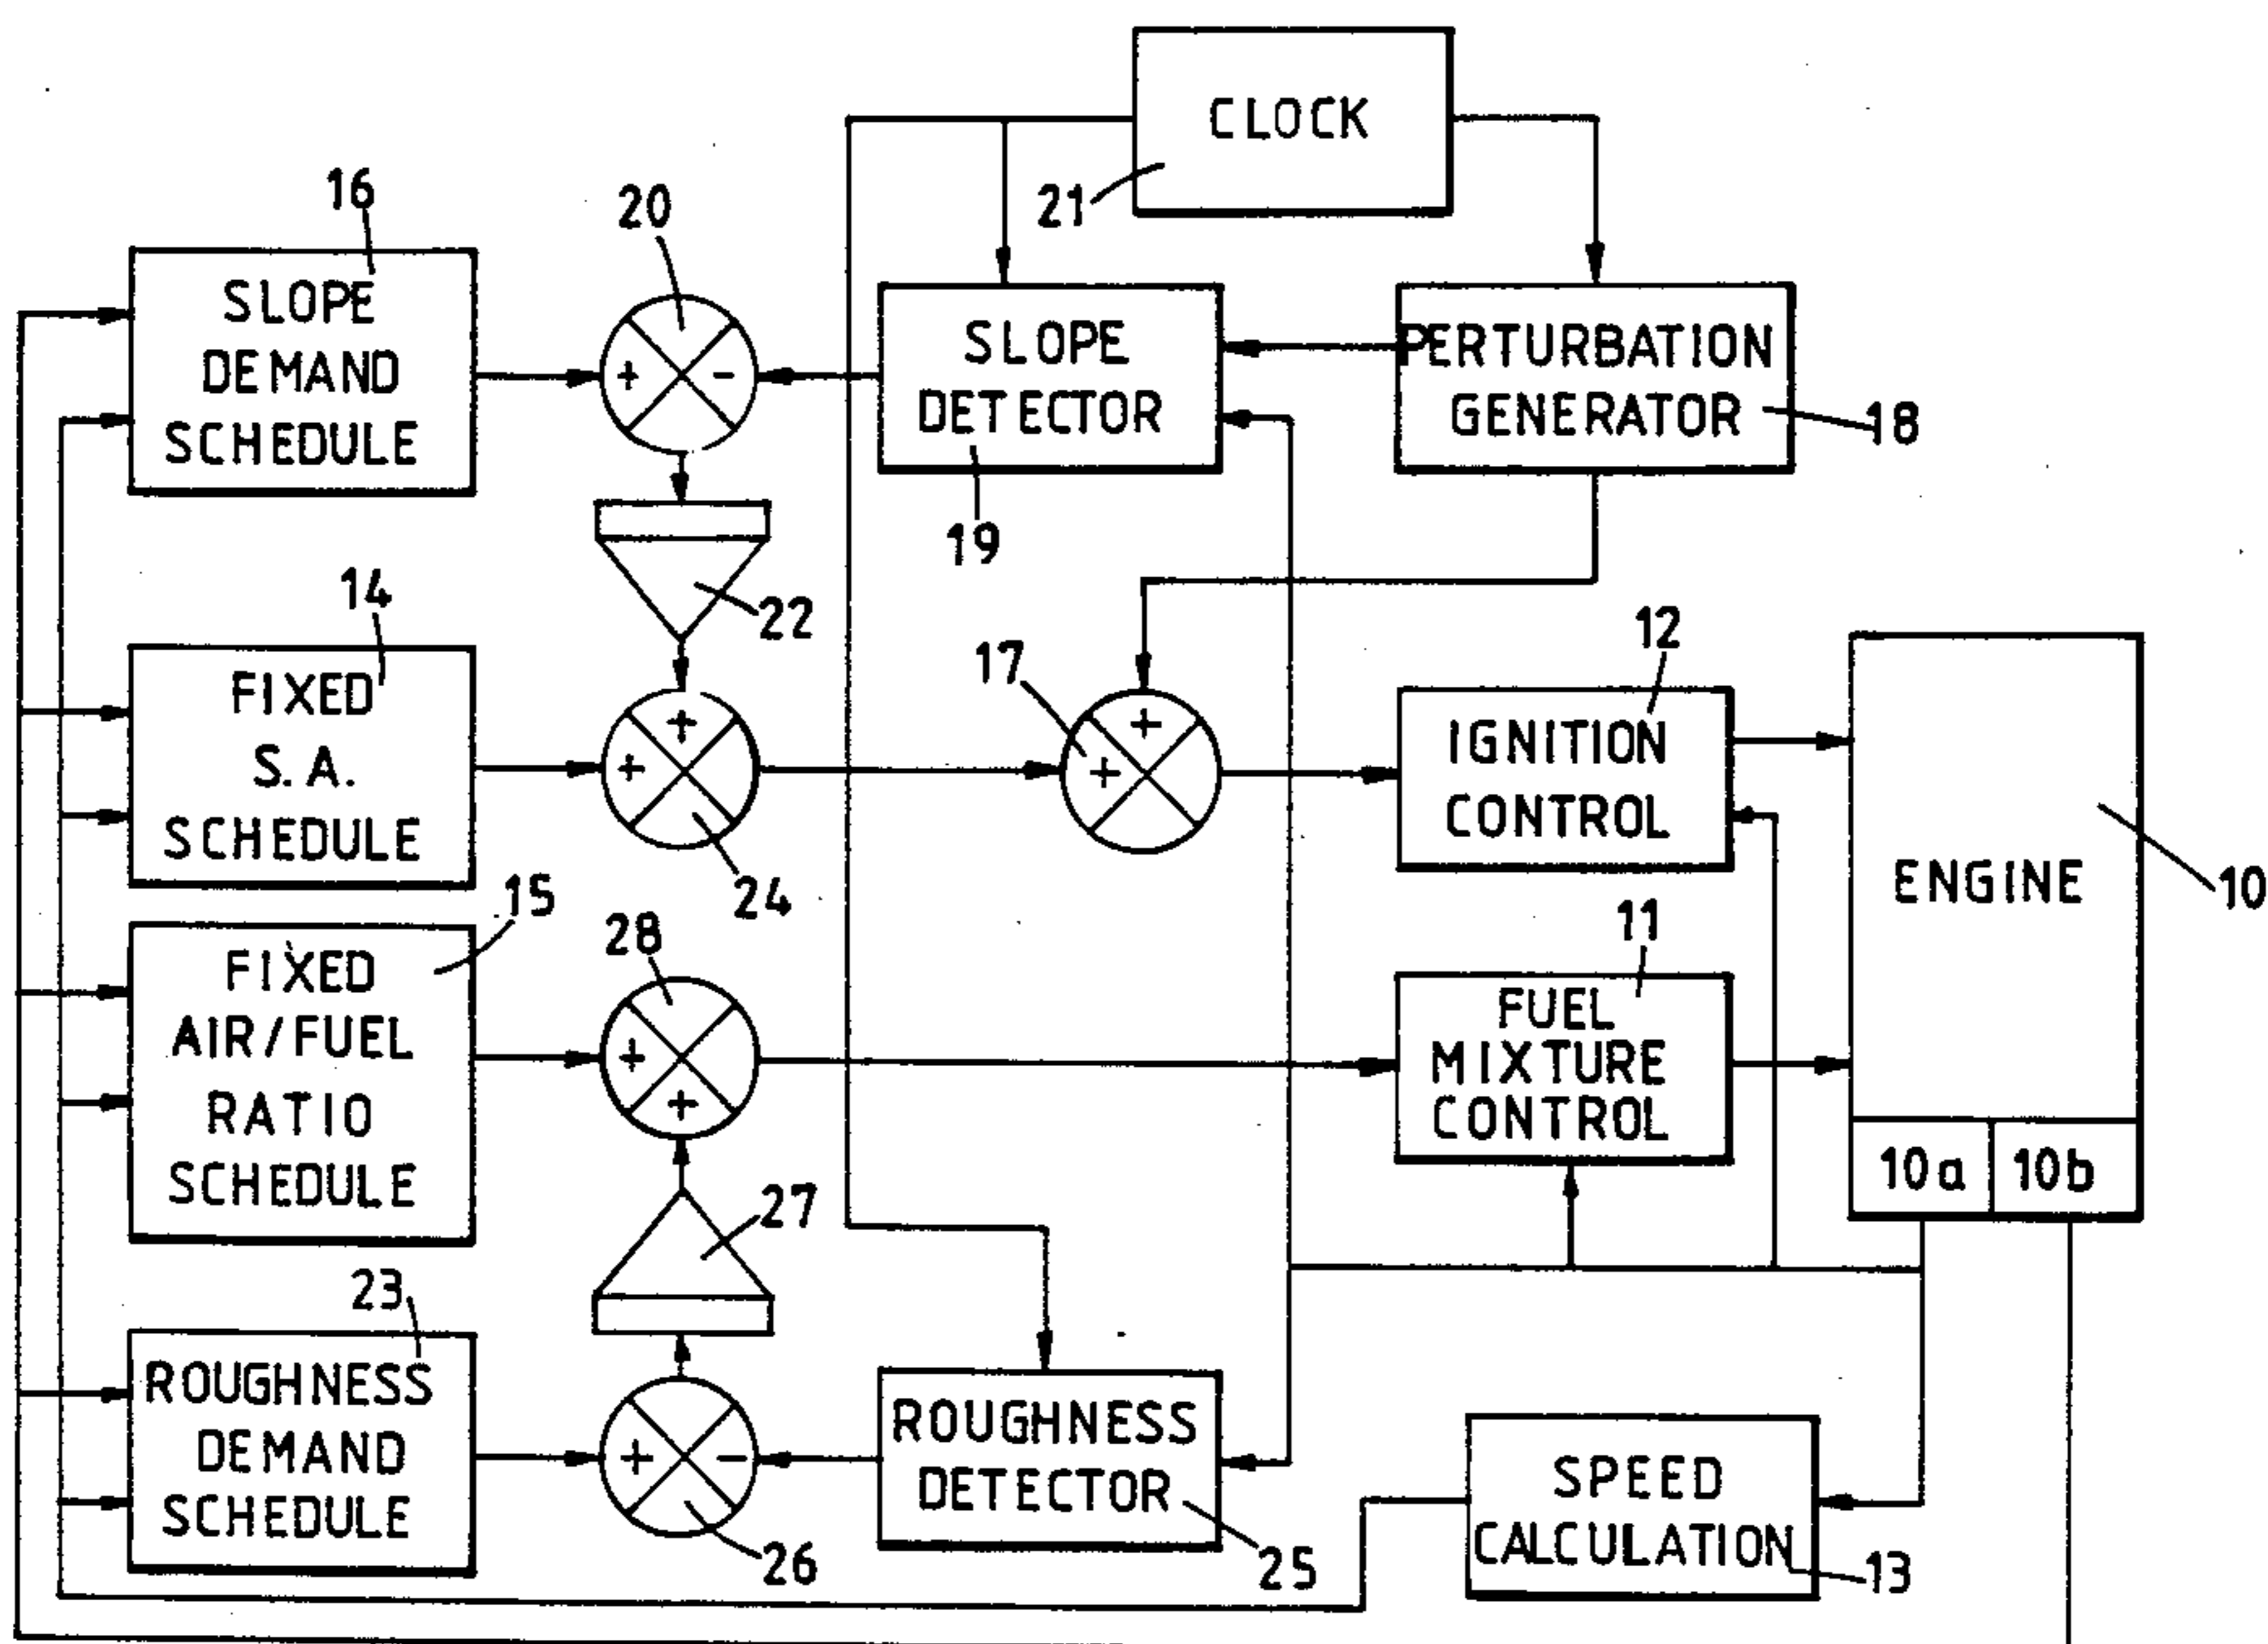 CLOCK
21
16
SLOPE
DEMAND
SCHEDULE
20
+
-
SLOPE
DETECTOR
19
PERTURBATION
GENERATOR
18
22
14
FIXED
S.A.
SCHEDULE
+
+
24
17
+
+
12
IGNITION
CONTROL
ENGINE
10
15
FIXED
AIR/FUEL
RATIO
SCHEDULE
28
+
+
11
FUEL
MIXTURE
CONTROL
10a
10b
27
23
ROUGHNESS
DEMAND
SCHEDULE
+
-
26
ROUGHNESS
DETECTOR
25
SPEED
CALCULATION
13